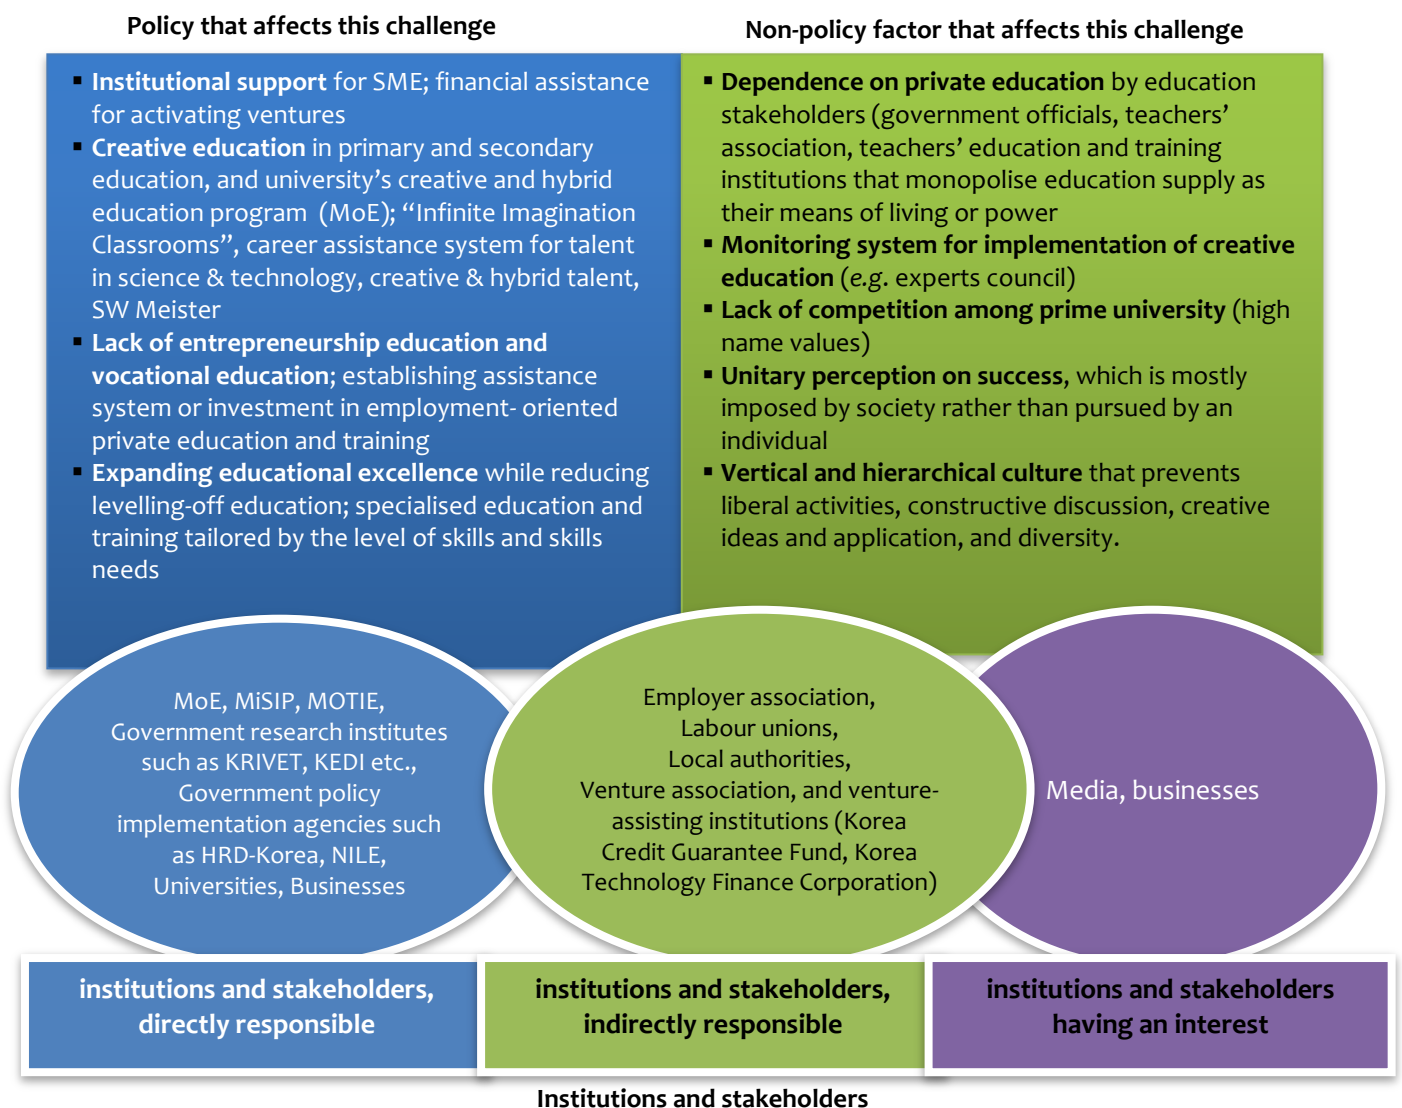 Policy that affects this challenge
▪ Institutional support for SME; financial assistance
for activating ventures
▪ Creative education in primary and secondary
education, and university’s creative and hybrid
education program (MoE); “Infinite Imagination
Classrooms”, career assistance system for talent
in science & technology, creative & hybrid talent,
SW Meister
▪ Lack of entrepreneurship education and
vocational education; establishing assistance
system or investment in employment- oriented
private education and training
▪ Expanding educational excellence while reducing
levelling-off education; specialised education and
training tailored by the level of skills and skills
needs
Non-policy factor that affects this challenge
▪ Dependence on private education by education
stakeholders (government officials, teachers’
association, teachers’ education and training
institutions that monopolise education supply as
their means of living or power
▪ Monitoring system for implementation of creative
education (e.g. experts council)
▪ Lack of competition among prime university (high
name values)
▪ Unitary perception on success, which is mostly
imposed by society rather than pursued by an
individual
▪ Vertical and hierarchical culture that prevents
liberal activities, constructive discussion, creative
ideas and application, and diversity.
MoE, MiSIP, MOTIE,
Government research institutes
such as KRIVET, KEDI etc.,
Government policy
implementation agencies such
as HRD-Korea, NILE,
Universities, Businesses
Employer association,
Labour unions,
Local authorities,
Venture association, and venture-
assisting institutions (Korea
Credit Guarantee Fund, Korea
Technology Finance Corporation)
Media, businesses
institutions and stakeholders,
directly responsible
institutions and stakeholders,
indirectly responsible
institutions and stakeholders
having an interest
Institutions and stakeholders